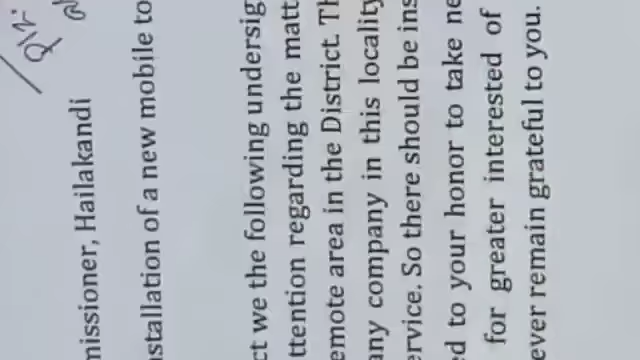 missioner, Hailakandi
nstallation of a new mobile to
ct we the following undersig
ttention regarding the matt
emote area in the District. Th
any company in this locality
ervice. So there should be ins
ed to your honor to take ne
for greater interested of
ever remain grateful to you.